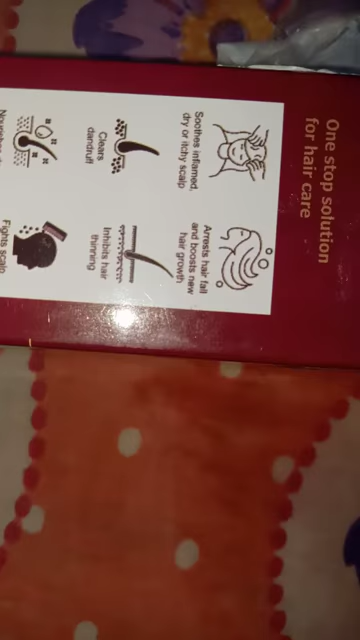 One stop solution
for hair care
Soothes inflamed,
dry or itchy scalp
Arrests hair fall
and boosts new
hair growth
Clears
dandruff
Inhibits hair
thinning
Fights scalp